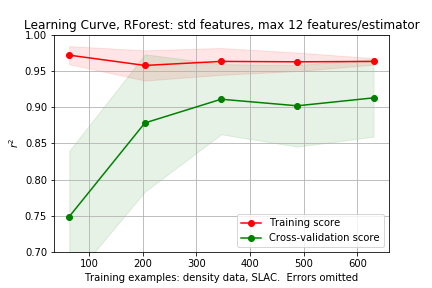 Learning Curve, RForest: std features, max 12 features/estimator
1.00
0.95
0.90
0.85
0.80
0.75
0.70
r²
100
200
300
400
500
600
Training score
Cross-validation score
Training examples: density data, SLAC.  Errors omitted